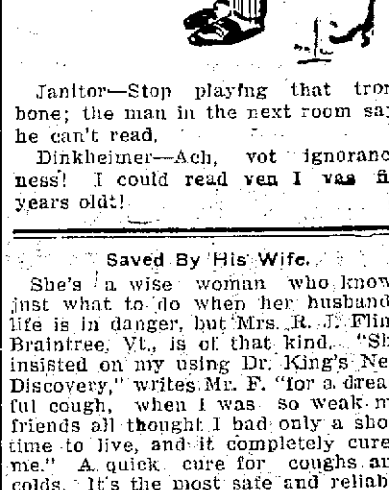 Janitor—Stop playing that trom
bone; the man in the next room say
he can't read.
Dinkheimer—Ach, vot ignoranc
ness! I could read ven I vas fi
years oldt!
Saved By His Wife.
She's a wise woman who know
just what to do when her husband
life is in danger, but Mrs. R. J. Flin
Braintree, Vt., is of that kind. "Sh
insisted on my using Dr. King's Ne
Discovery," writes Mr. F. "for a drea
ful cough, when I was so weak m
friends all thought I had only a sho
time to live, and it completely cure
me." A quick cure for coughs an
colds. It's the most safe and reliab